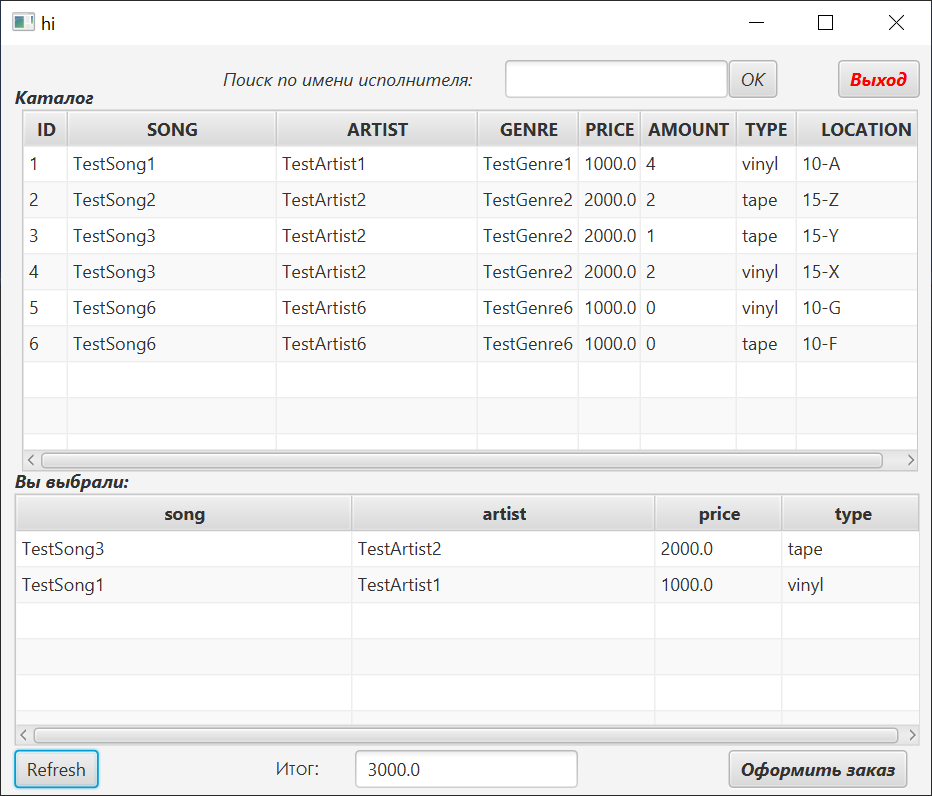 hi
Поиск по имени исполнителя: OK Выход
Каталог
ID SONG ARTIST GENRE PRICE AMOUNT TYPE LOCATION
1 TestSong1 TestArtist1 TestGenre1 1000.0 4 vinyl 10-A
2 TestSong2 TestArtist2 TestGenre2 2000.0 2 tape 15-Z
3 TestSong3 TestArtist2 TestGenre2 2000.0 1 tape 15-Y
4 TestSong3 TestArtist2 TestGenre2 2000.0 2 vinyl 15-X
5 TestSong6 TestArtist6 TestGenre6 1000.0 0 vinyl 10-G
6 TestSong6 TestArtist6 TestGenre6 1000.0 0 tape 10-F
Вы выбрали:
song artist price type
TestSong3 TestArtist2 2000.0 tape
TestSong1 TestArtist1 1000.0 vinyl
Refresh Итог: 3000.0 Оформить заказ